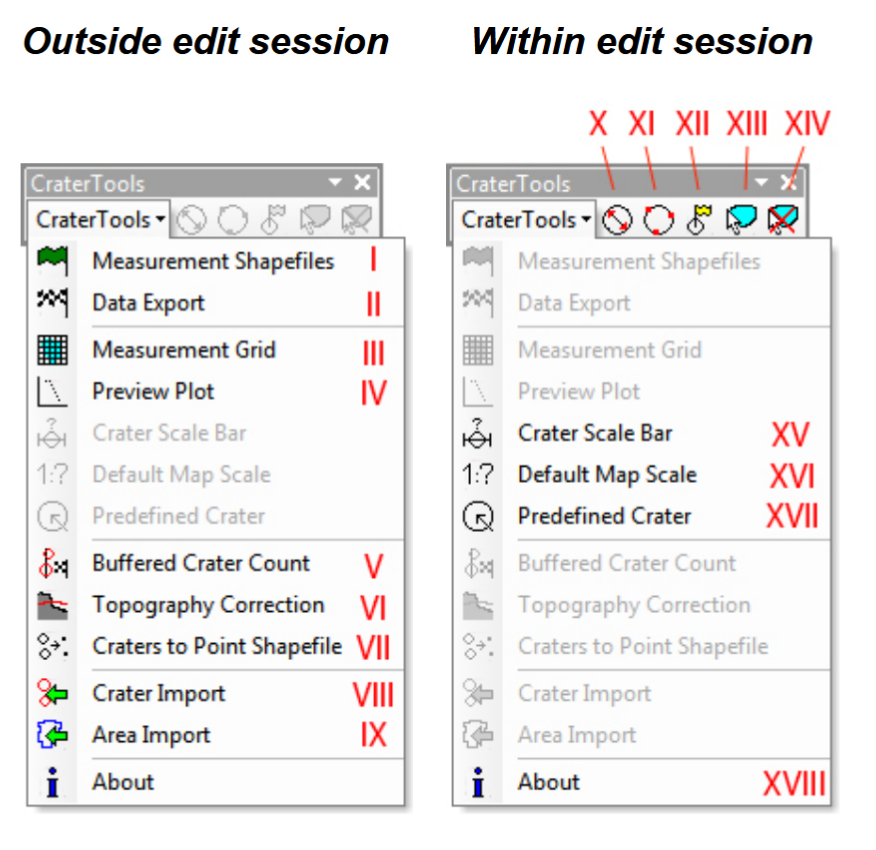 Outside edit session
CraterTools
CraterTools
Measurement Shapefiles I
Data Export II
Measurement Grid III
Preview Plot IV
Crater Scale Bar
1:? Default Map Scale
Predefined Crater
Buffered Crater Count V
Topography Correction VI
Craters to Point Shapefile VII
Crater Import VIII
Area Import IX
i About
Within edit session
X XI XII XIII XIV
CraterTools
CraterTools
Measurement Shapefiles
Data Export
Measurement Grid
Preview Plot
Crater Scale Bar XV
1:? Default Map Scale XVI
Predefined Crater XVII
Buffered Crater Count
Topography Correction
Craters to Point Shapefile
Crater Import
Area Import
i About XVIII